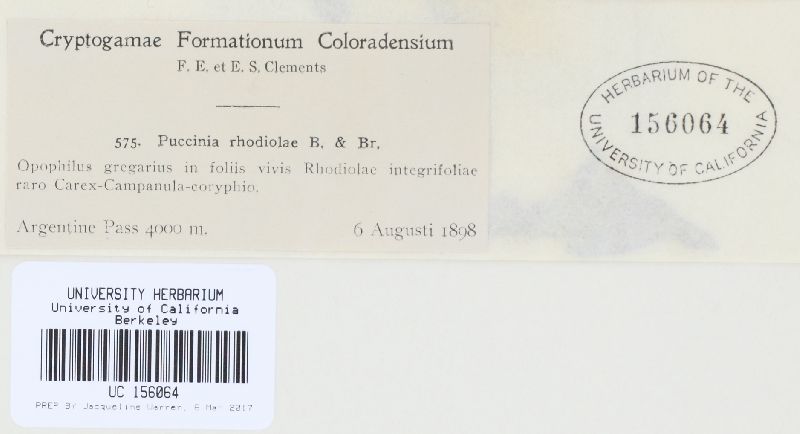 Cryptogamae Formationum Coloradensium
F. E. et E. S. Clements
575. Puccinia rhodiolae B. & Br.
Opophilus gregarius in foliis vivis Rhodiolae integrifoliae
raro Carex-Campanula-coryphio.
Argentine Pass 4000 m. 6 Augusti 1898
HERBARIUM OF THE
156064
UNIVERSITY OF CALIFORNIA
UNIVERSITY HERBARIUM
University of California
Berkeley
UC 156064
PREP BY Jacqueline Warren, 6 Mar 2017